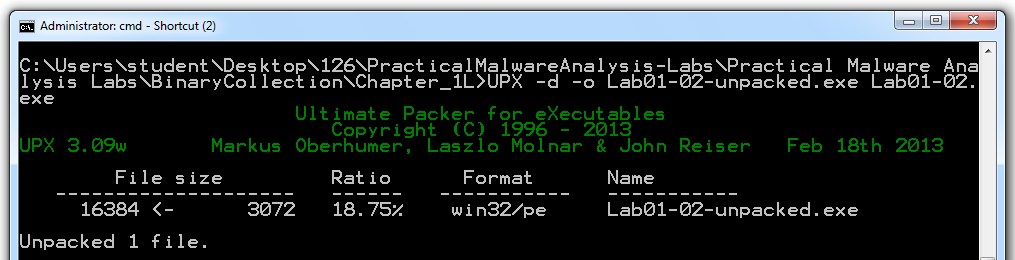 Administrator: cmd - Shortcut (2)
C:\Users\student\Desktop\126\PracticalMalwareAnalysis-Labs\Practical Malware Ana
lysis Labs\BinaryCollection\Chapter_1L>UPX -d -o Lab01-02-unpacked.exe Lab01-02.
exe
Ultimate Packer for eXecutables
Copyright (C) 1996 - 2013
UPX 3.09w Markus Oberhumer, Laszlo Molnar & John Reiser Feb 18th 2013
File size Ratio Format Name
-------------------- ------ ----------- -----------
16384 <- 3072 18.75% win32/pe Lab01-02-unpacked.exe
Unpacked 1 file.